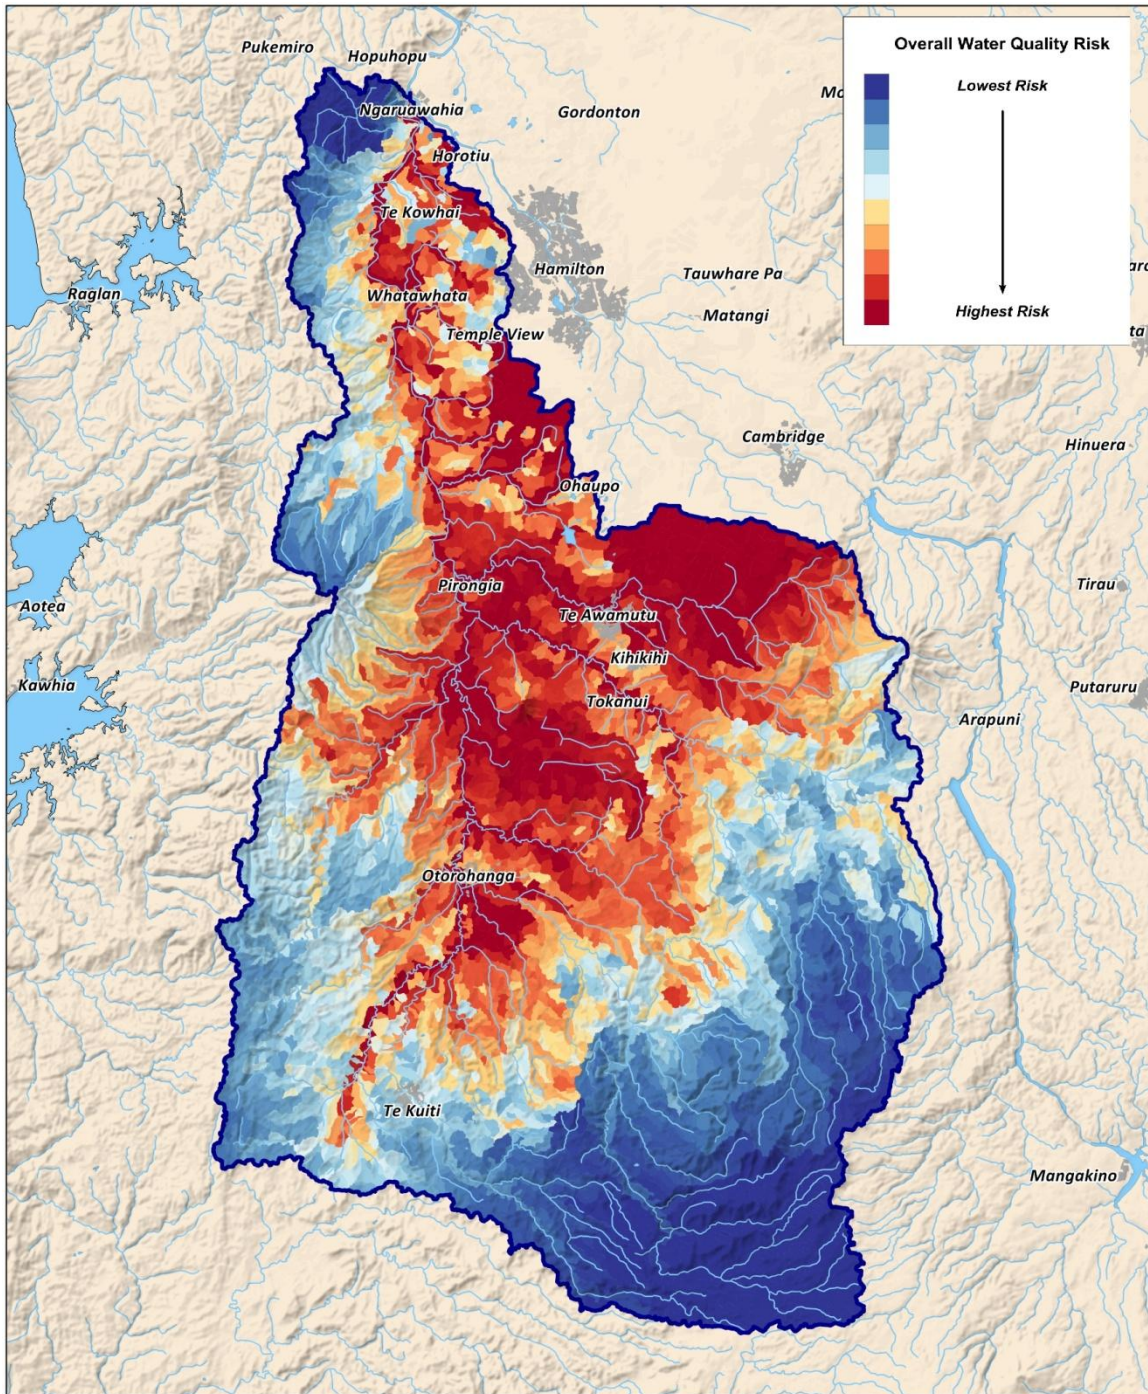 Overall Water Quality Risk
Lowest Risk
Highest Risk
Pukemiro
Hopuhopu
Ngaruawahia
Gordonton
Horotiu
Te Kowhai
Hamilton
Tauwhare Pa
Raglan
Whatawhata
Matangi
Temple View
Cambridge
Hinuera
Ohaupo
Pirongia
Tirau
Aotea
Te Awamutu
Kihikihi
Kawhia
Putaruru
Tokanui
Arapuni
Otorohanga
Te Kuiti
Mangakino